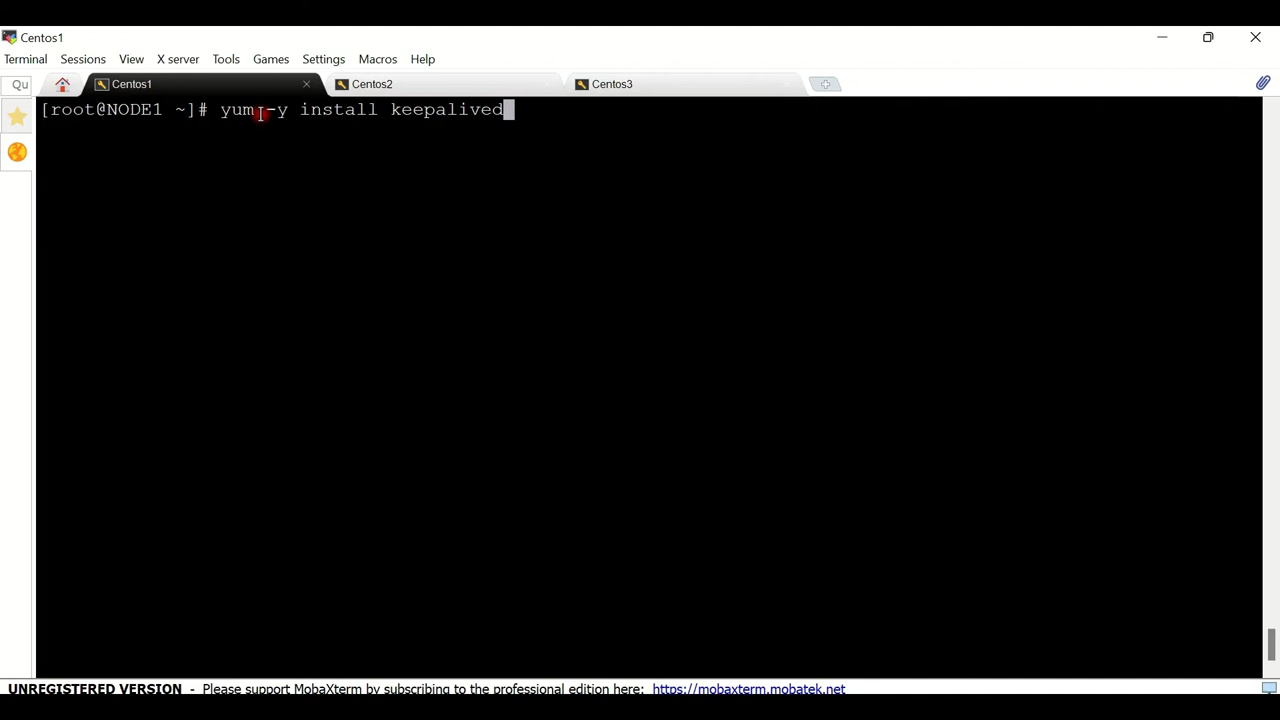 Centos1
Terminal Sessions View X server Tools Games Settings Macros Help
Qu Centos1 Centos2 Centos3
[root@NODE1 ~]# yum -y install keepalived
UNREGISTERED VERSION - Please support MobaXterm by subscribing to the professional edition here: https://mobaxterm.mobatek.net